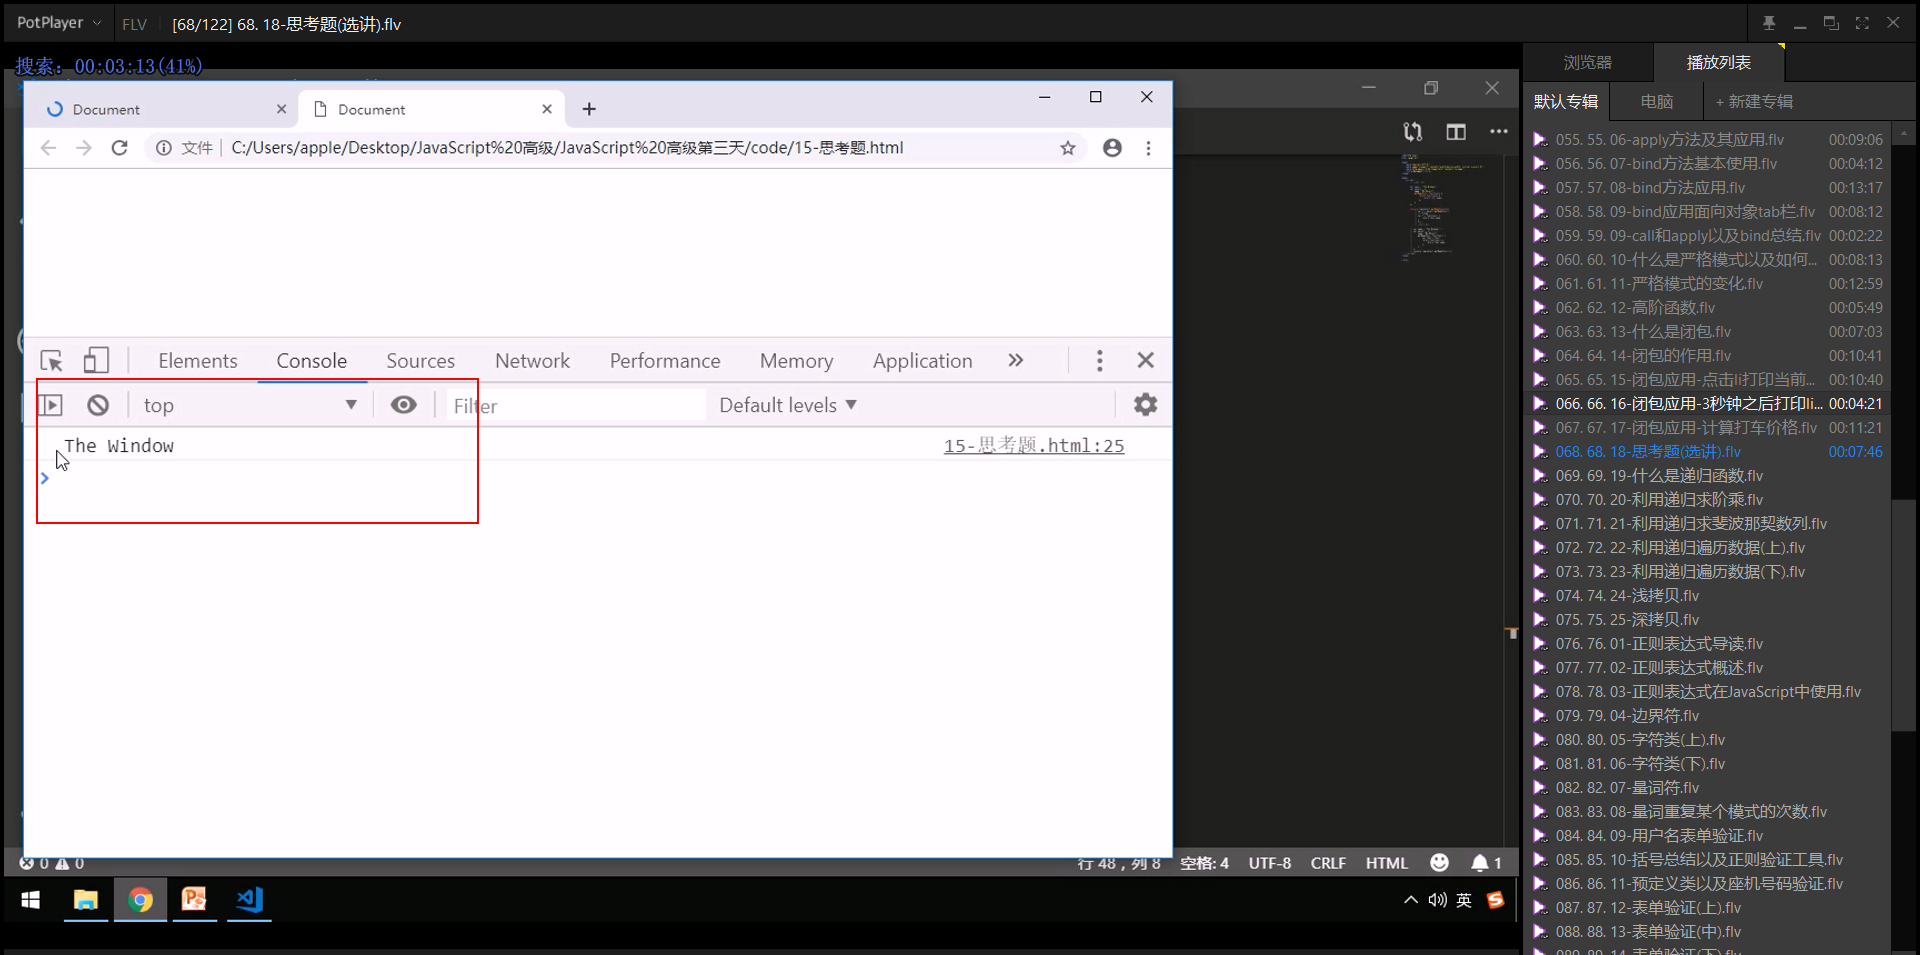 PotPlayer FLV [68/122] 68. 18-思考题(选讲).flv
搜索: 00:03:13(41%)
Document
Document
文件 C:/Users/apple/Desktop/JavaScript%20高级/JavaScript%20高级第三天/code/15-思考题.html
Elements Console Sources Network Performance Memory Application
top Filter Default levels
The Window 15-思考题.html:25
0 0 行 48，列 8 空格: 4 UTF-8 CRLF HTML 1
英
浏览器 播放列表
默认专辑 电脑 + 新建专辑
055. 55. 06-apply方法及其应用.flv 00:09:06
056. 56. 07-bind方法基本使用.flv 00:04:12
057. 57. 08-bind方法应用.flv 00:13:17
058. 58. 09-bind应用面向对象tab栏.flv 00:08:12
059. 59. 09-call和apply以及bind总结.flv 00:02:22
060. 60. 10-什么是严格模式以及如何... 00:08:13
061. 61. 11-严格模式的变化.flv 00:12:59
062. 62. 12-高阶函数.flv 00:05:49
063. 63. 13-什么是闭包.flv 00:07:03
064. 64. 14-闭包的作用.flv 00:10:41
065. 65. 15-闭包应用-点击li打印当前... 00:10:40
066. 66. 16-闭包应用-3秒钟之后打印li... 00:04:21
067. 67. 17-闭包应用-计算打车价格.flv 00:11:21
068. 68. 18-思考题(选讲).flv 00:07:46
069. 69. 19-什么是递归函数.flv
070. 70. 20-利用递归求阶乘.flv
071. 71. 21-利用递归求斐波那契数列.flv
072. 72. 22-利用递归遍历数据(上).flv
073. 73. 23-利用递归遍历数据(下).flv
074. 74. 24-浅拷贝.flv
075. 75. 25-深拷贝.flv
076. 76. 01-正则表达式导读.flv
077. 77. 02-正则表达式概述.flv
078. 78. 03-正则表达式在JavaScript中使用.flv
079. 79. 04-边界符.flv
080. 80. 05-字符类(上).flv
081. 81. 06-字符类(下).flv
082. 82. 07-量词符.flv
083. 83. 08-量词重复某个模式的次数.flv
084. 84. 09-用户名表单验证.flv
085. 85. 10-括号总结以及正则验证工具.flv
086. 86. 11-预定义类以及座机号码验证.flv
087. 87. 12-表单验证(上).flv
088. 88. 13-表单验证(中).flv